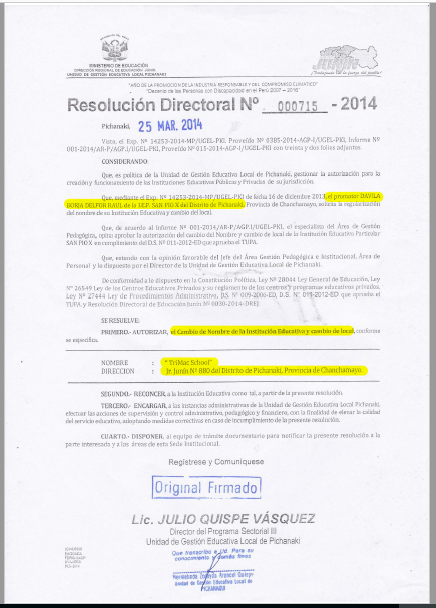 MINISTERIO DE EDUCACIÓN
DIRECCIÓN REGIONAL DE EDUCACIÓN JUNÍN
UNIDAD DE GESTIÓN EDUCATIVA LOCAL PICHANAKI
JUNÍN
"AÑO DE LA PROMOCION DE LA INDUSTRIA RESPONSABLE Y DEL COMPROMISO CLIMATICO"
"Decenio de las Personas con Discapacidad en el Perú 2007 – 2016"
Resolución Directoral Nº 000715 - 2014
Pichanaki, 25 MAR. 2014
Vista, el Exp. Nº 14253-2014-MP/UGEL-PKI, Proveído Nº 0385-2014-AGP-J/UGEL-PKI, Informe Nº
001-2014/AR-P/AGP.I/UGEL-PKI, Proveído Nº 015-2014-AGP-I/UGEL-PKI con treinta y dos folios adjuntos.
CONSIDERANDO:
Que, es política de la Unidad de Gestión Educativa Local de Pichanaki, gestionar la autorización para la
creación y funcionamiento de las Instituciones Educativas Públicas y Privadas de su jurisdicción.
Que, mediante el Exp. Nº 14253-2014-MP/UGEL-PKI de fecha 16 de diciembre 2013, el promotor DAVILA
BORJA DELFOR RAUL de la IEP. SAN PIO X del Distrito de Pichanaki, Provincia de Chanchamayo, solicita la regularización
del nombre de su Institución Educativa y cambio del local.
Que, de acuerdo al Informe Nº 001-2014/AR-P/AGP.I/UGEL-PKI, el especialista del Área de Gestión
Pedagógica, opina aprobar la autorización del cambio del Nombre y cambio de local de la Institución Educativa Particular
SAN PIO X en cumplimiento del D.S. Nº 011-2012-ED que aprueba el TUPA.
Que, estando con la opinión favorable del Jefe del Área Gestión Pedagógica e Institucional, Área de
Personal y lo dispuesto por el Director de la Unidad de Gestión Educativa Local de Pichanaki.
De conformidad a lo dispuesto en la Constitución Política, Ley Nº 28044 Ley General de Educación, Ley
Nº 26549 Ley de los Centros Educativos Privados y su reglamento de los centros y programas educativas privados,
Ley Nº 27444 Ley de Procedimientos Administrativo, D.S. Nº 009-2006-ED, D.S. Nº 011-2012-ED que aprueba el
TUPA y Resolución Directoral de Educación Junín Nº 0030-2014-DREJ.
SE RESUELVE:
PRIMERO.- AUTORIZAR, el Cambio de Nombre de la Institución Educativa y cambio de local, conforme
se especifica.
NOMBRE : "TriMac School"
DIRECCION : Jr. Junín Nº 880 del Distrito de Pichanaki, Provincia de Chanchamayo.
SEGUNDO.- RECONCER, a la Institución Educativa como tal, a partir de la presente resolución.
TERCERO.- ENCARGAR, a las instancias administrativas de la Unidad de Gestión Educativa Local Pichanaki,
efectuar las acciones de supervisión y control administrativo, pedagógico y financiero, con la finalidad de elevar la calidad
del servicio educativo, adoptando medidas correctivas en caso de incumplimiento de la presente resolución.
CUARTO.- DISPONER, al equipo de trámite documentario para notificar la presente resolución a la
parte interesada y a las áreas de esta Sede Institucional.
Regístrese y Comuníquese
Original Firmado
Lic. JULIO QUISPE VÁSQUEZ
Director del Programa Sectorial III
Unidad de Gestión Educativa Local de Pichanaki
Que transcribo a Ud. Para su
conocimiento y demás fines
Unidad de Gestión Educativa Local de
PICHANAKI